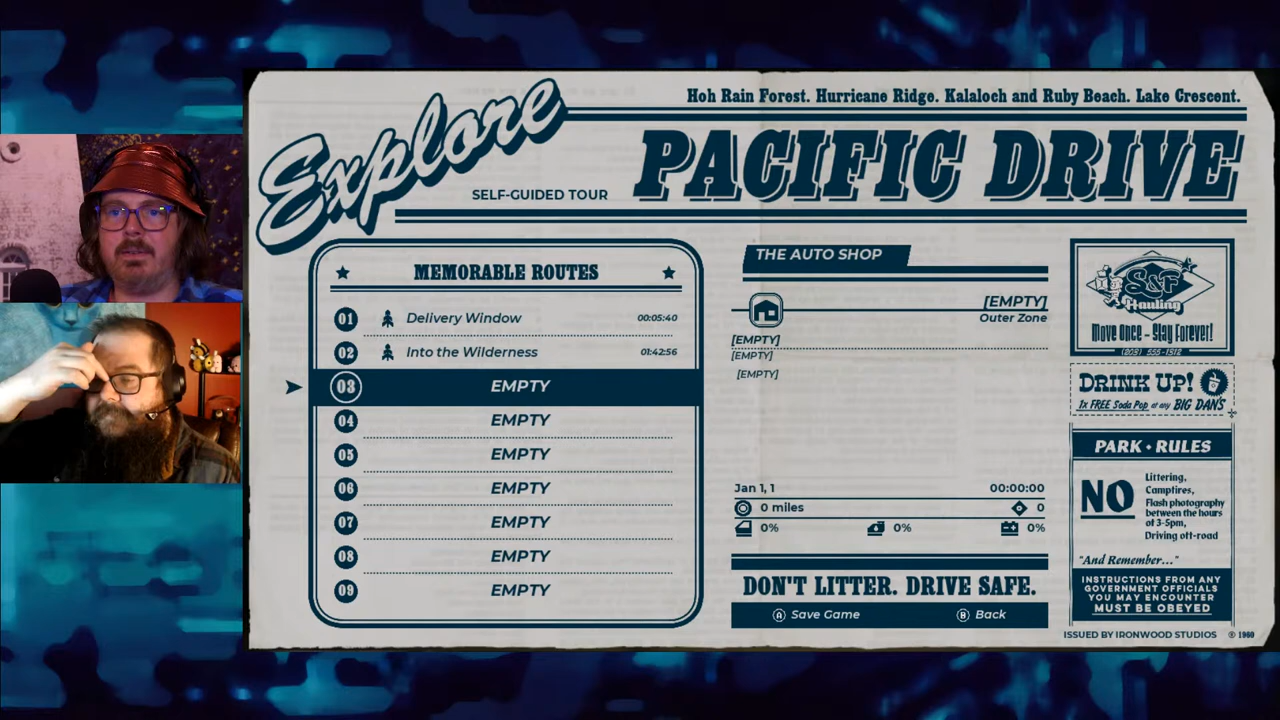 Hoh Rain Forest. Hurricane Ridge. Kalaloch and Ruby Beach. Lake Crescent.
Explore
SELF-GUIDED TOUR
PACIFIC DRIVE
MEMORABLE ROUTES
01 Delivery Window 00:05:40
02 Into the Wilderness 01:42:56
03 EMPTY
04 EMPTY
05 EMPTY
06 EMPTY
07 EMPTY
08 EMPTY
09 EMPTY
THE AUTO SHOP
[EMPTY]
Outer Zone
[EMPTY]
[EMPTY]
[EMPTY]
Jan 1, 1 00:00:00
0 miles 0
0% 0% 0%
DON'T LITTER. DRIVE SAFE.
A Save Game B Back
S&F
Hauling
Move once - Stay Forever!
(203) 555-1312
DRINK UP!
1x FREE Soda Pop at any BIG DAN'S
PARK • RULES
NO
Littering,
Campfires,
Flash photography
between the hours
of 3-5pm,
Driving off-road
"And Remember..."
INSTRUCTIONS FROM ANY
GOVERNMENT OFFICIALS
YOU MAY ENCOUNTER
MUST BE OBEYED
ISSUED BY IRONWOOD STUDIOS ® 1960